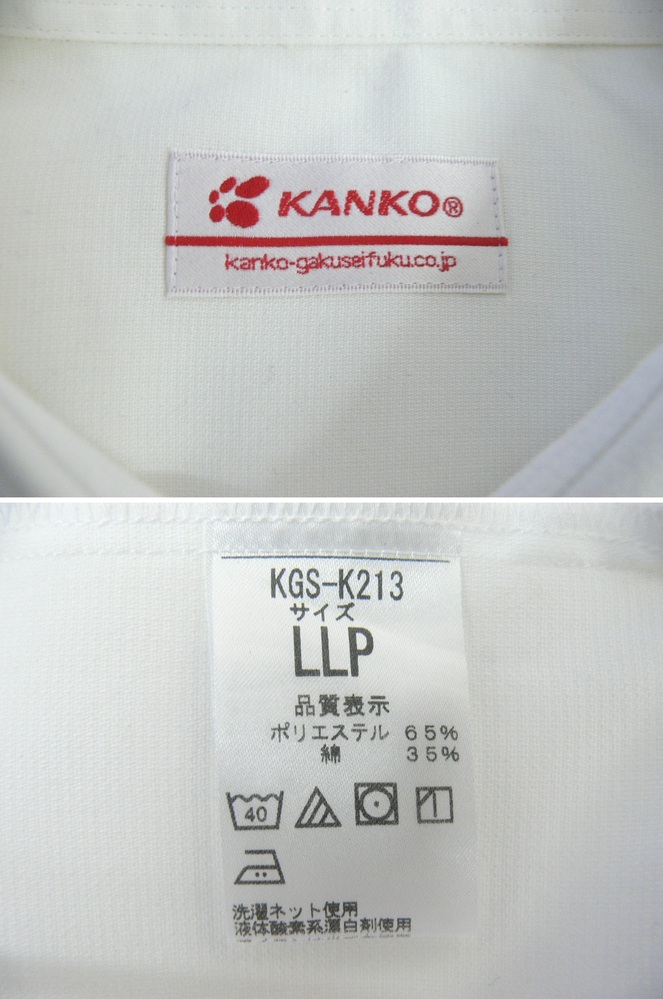 KANKO®
kanko-gakuseifuku.co.jp
KGS-K213
サイズ
LLP
品質表示
ポリエステル 65%
綿 35%
40
洗濯ネット使用
液体酸素系漂白剤使用